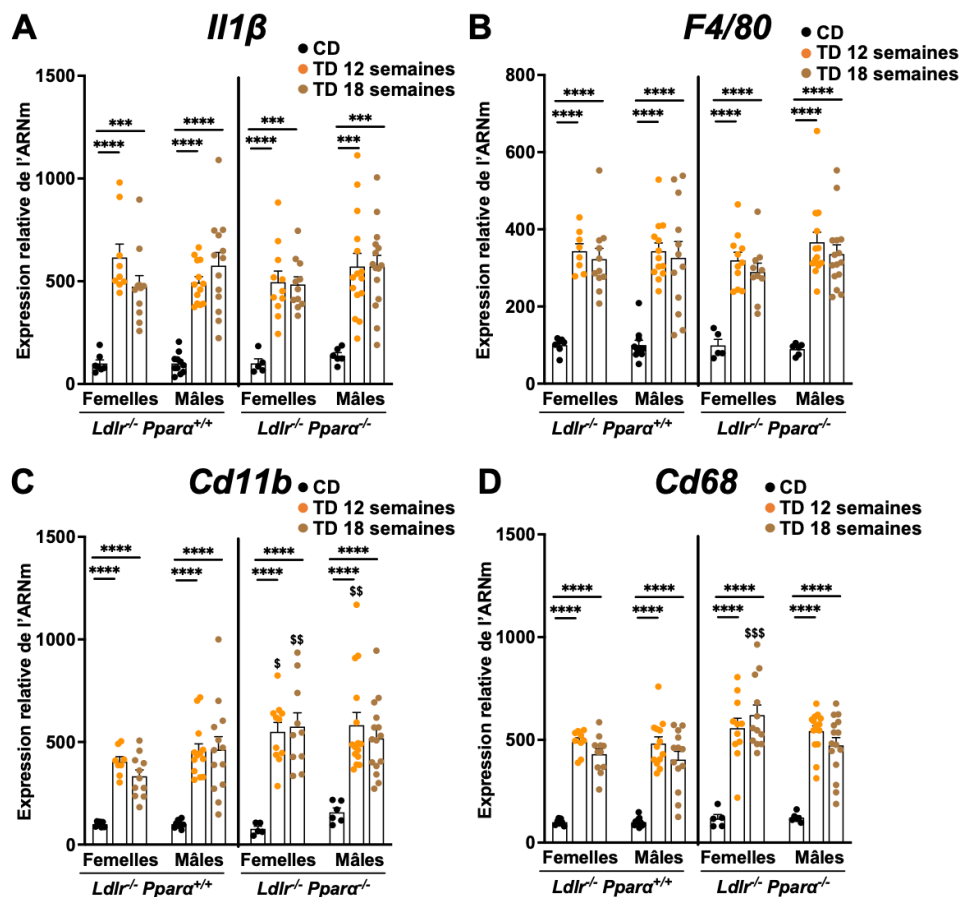 A Il1β
CD
TD 12 semaines
TD 18 semaines
Expression relative de l'ARNm
1500
1000
500
0
*** **** *** ***
**** **** **** ***
Femelles Mâles Femelles Mâles
Ldlr-/- Pparα+/+ Ldlr-/- Pparα-/-
B F4/80
CD
TD 12 semaines
TD 18 semaines
Expression relative de l'ARNm
800
600
400
200
0
**** **** **** ****
**** **** **** ****
Femelles Mâles Femelles Mâles
Ldlr-/- Pparα+/+ Ldlr-/- Pparα-/-
C Cd11b
CD
TD 12 semaines
TD 18 semaines
Expression relative de l'ARNm
1500
1000
500
0
**** **** **** ****
**** **** **** ****
$ $$ $$
Femelles Mâles Femelles Mâles
Ldlr-/- Pparα+/+ Ldlr-/- Pparα-/-
D Cd68
CD
TD 12 semaines
TD 18 semaines
Expression relative de l'ARNm
1500
1000
500
0
**** **** **** ****
**** **** **** ****
$$$
Femelles Mâles Femelles Mâles
Ldlr-/- Pparα+/+ Ldlr-/- Pparα-/-